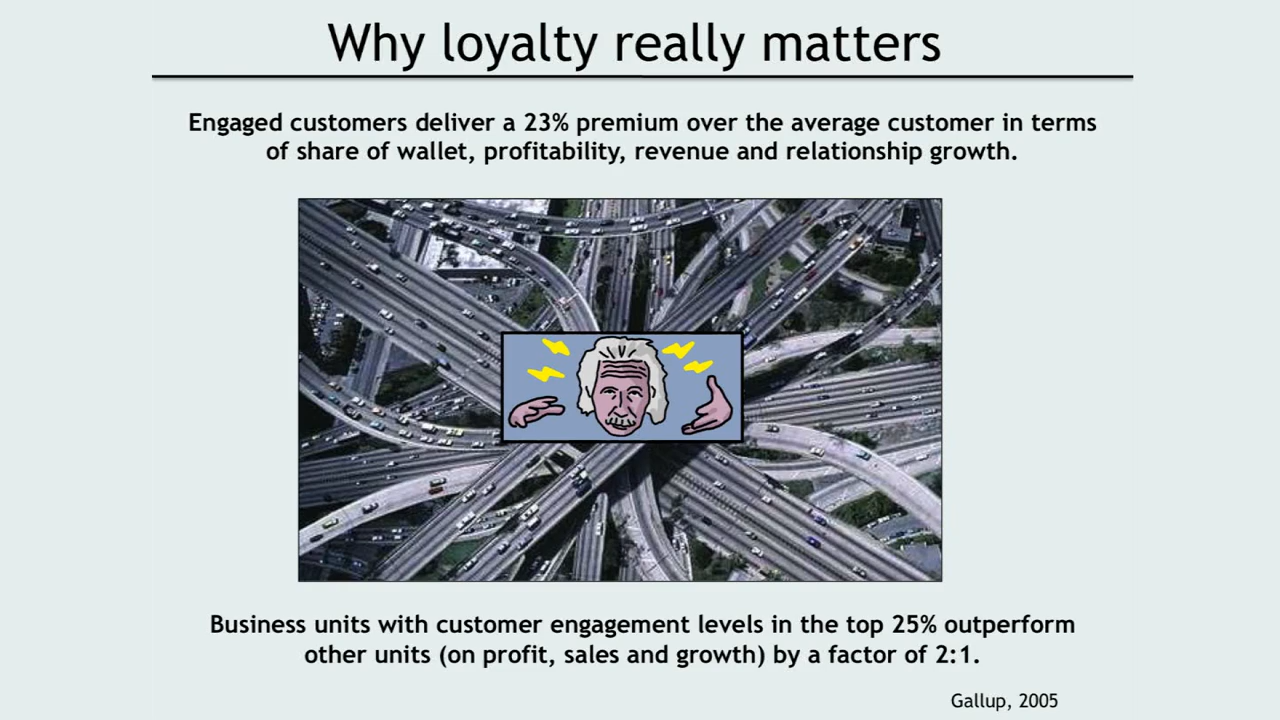 Why loyalty really matters
Engaged customers deliver a 23% premium over the average customer in terms
of share of wallet, profitability, revenue and relationship growth.
Business units with customer engagement levels in the top 25% outperform
other units (on profit, sales and growth) by a factor of 2:1.
Gallup, 2005